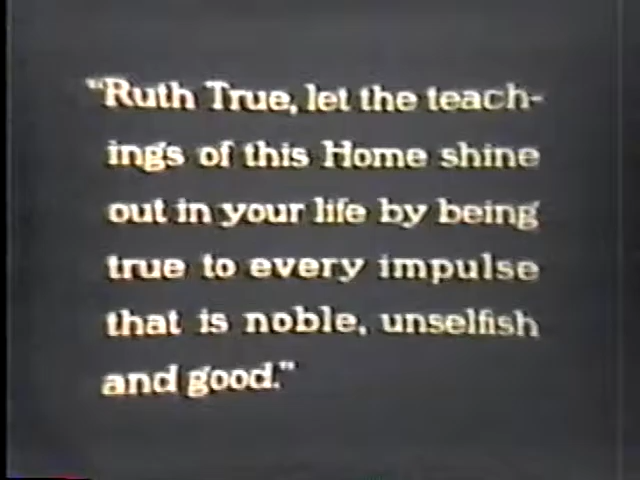 "Ruth True, let the teach-
ings of this Home shine
out in your life by being
true to every impulse
that is noble, unselfish
and good."